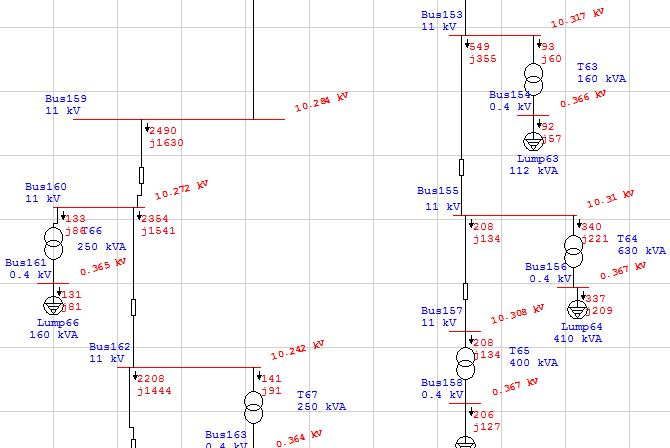 Bus153
11 kV
10.317 kV
549
j355
93
j60
T63
160 kVA
Bus154
0.4 kV
0.366 kV
92
j57
Lump63
112 kVA
Bus159
11 kV
10.284 kV
2490
j1630
Bus160
11 kV
10.272 kV
133
j86
T66
250 kVA
2354
j1541
Bus161
0.4 kV
0.365 kV
131
j81
Lump66
160 kVA
Bus155
11 kV
10.31 kV
208
j134
340
j221
T64
630 kVA
Bus156
0.4 kV
0.367 kV
337
j209
Lump64
410 kVA
Bus157
11 kV
10.308 kV
208
j134
T65
400 kVA
Bus158
0.4 kV
0.367 kV
206
j127
Bus162
11 kV
10.242 kV
2208
j1444
141
j91
T67
250 kVA
Bus163
0.4 kV
0.364 kV